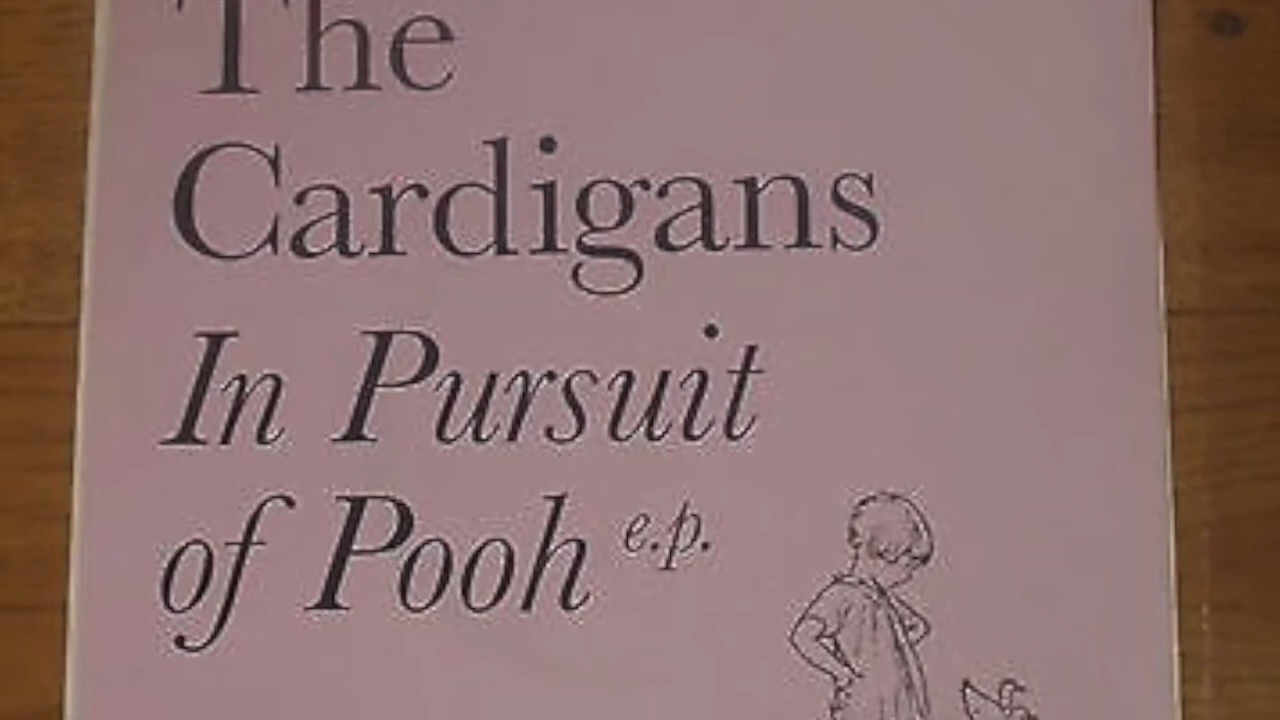 The
Cardigans
In Pursuit
of Pooh e.p.